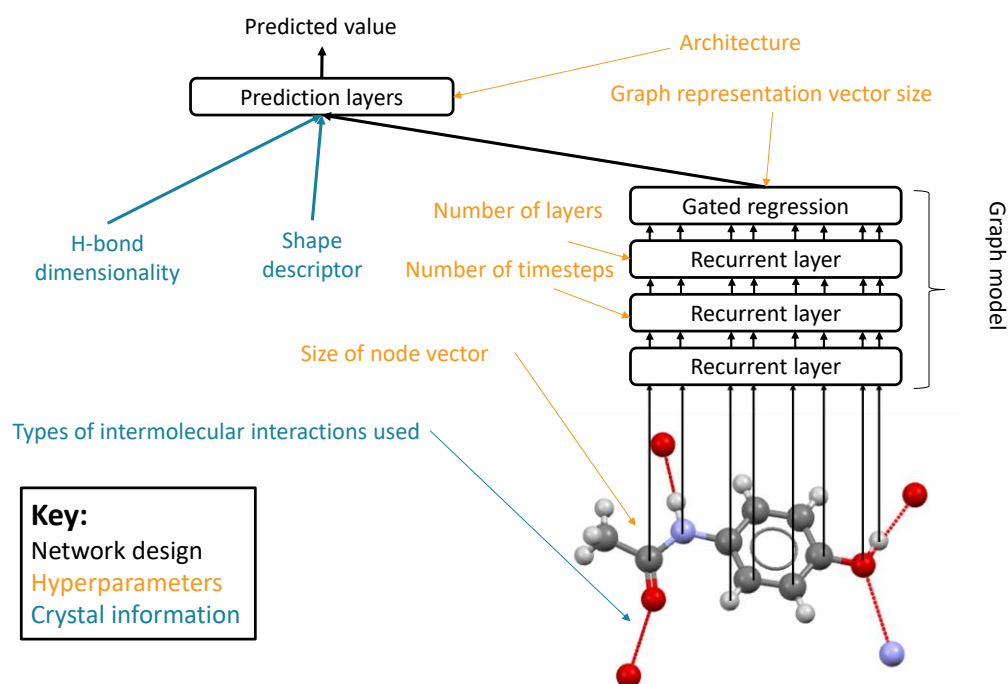 Predicted value
Architecture
Prediction layers
Graph representation vector size
Number of layers
Gated regression
H-bond
dimensionality
Shape
descriptor
Recurrent layer
Number of timesteps
Recurrent layer
Graph model
Size of node vector
Recurrent layer
Types of intermolecular interactions used
Key:
Network design
Hyperparameters
Crystal information